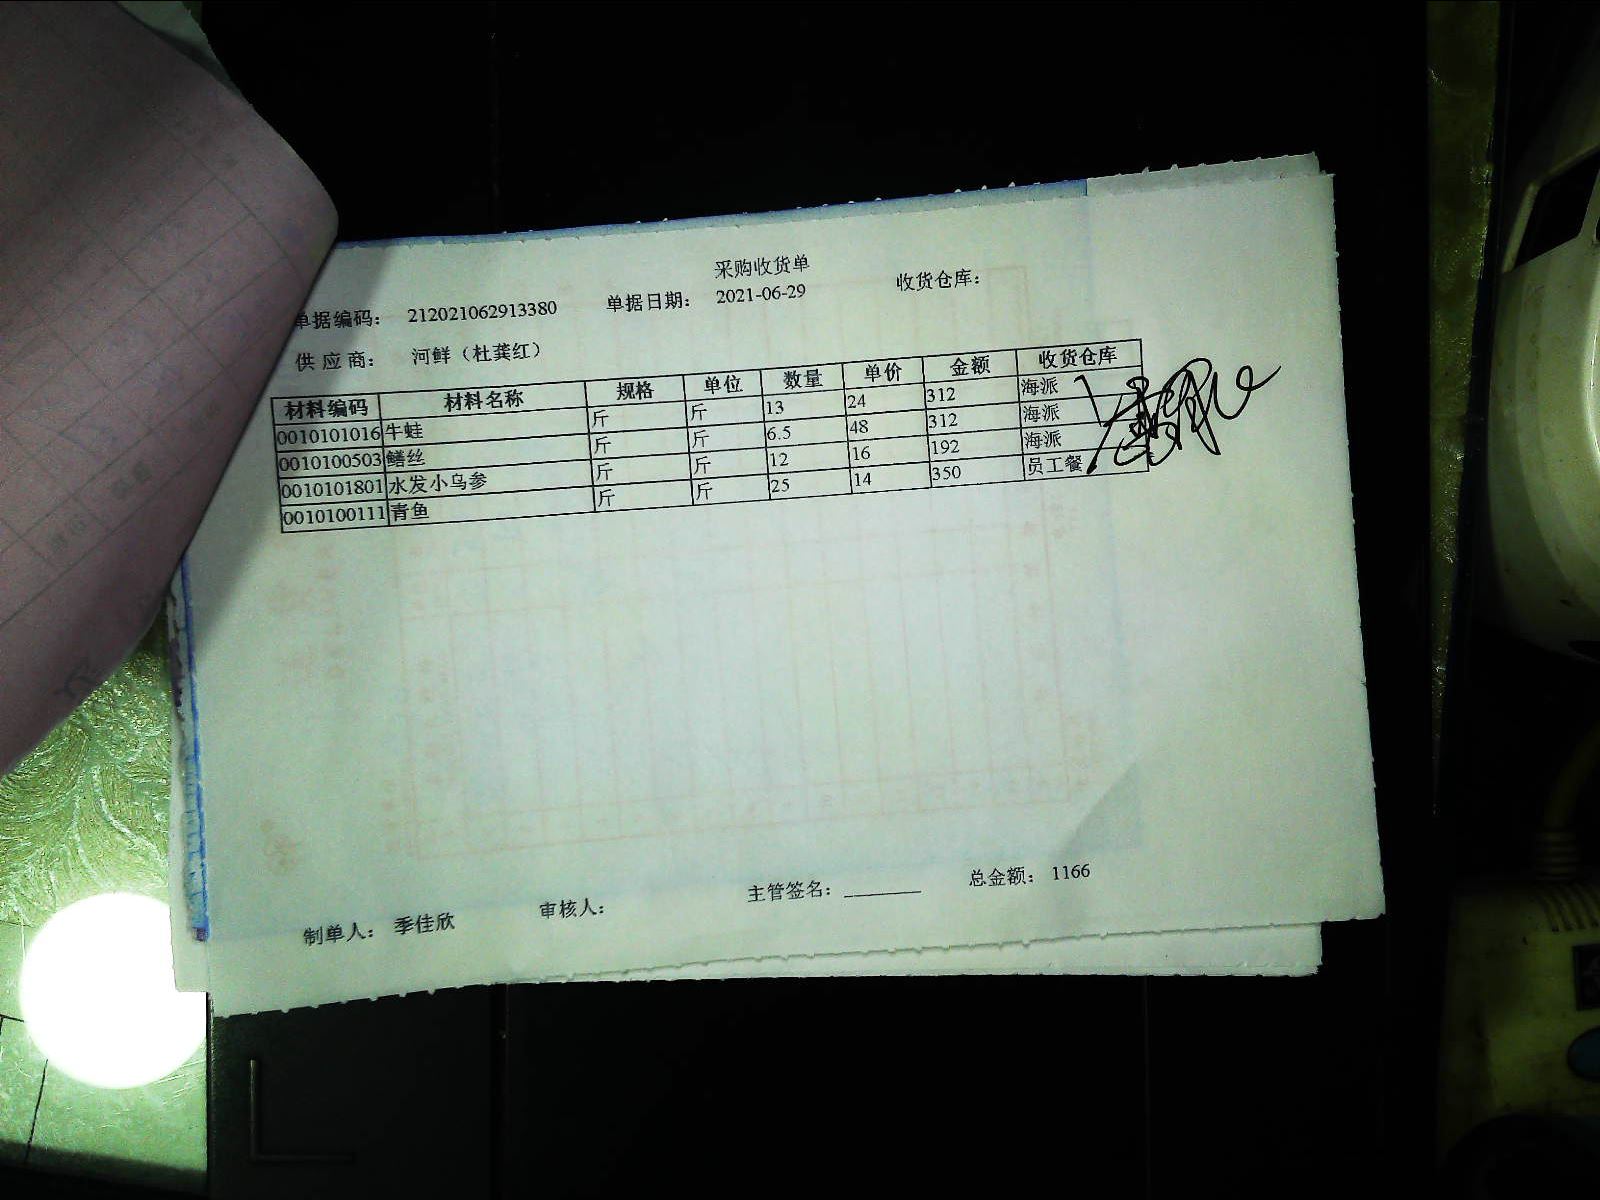 采购收货单
单据编码： 212021062913380 单据日期： 2021-06-29 收货仓库：
供应商： 河鲜（杜龚红）
材料编码 材料名称 规格 单位 数量 单价 金额 收货仓库
0010101016 牛蛙 斤 斤 13 24 312 海派
0010100503 鳝丝 斤 斤 6.5 48 312 海派
0010101801 水发小乌参 斤 斤 12 16 192 海派
0010100111 青鱼 斤 斤 25 14 350 员工餐
制单人： 季佳欣 审核人： 主管签名：________ 总金额： 1166